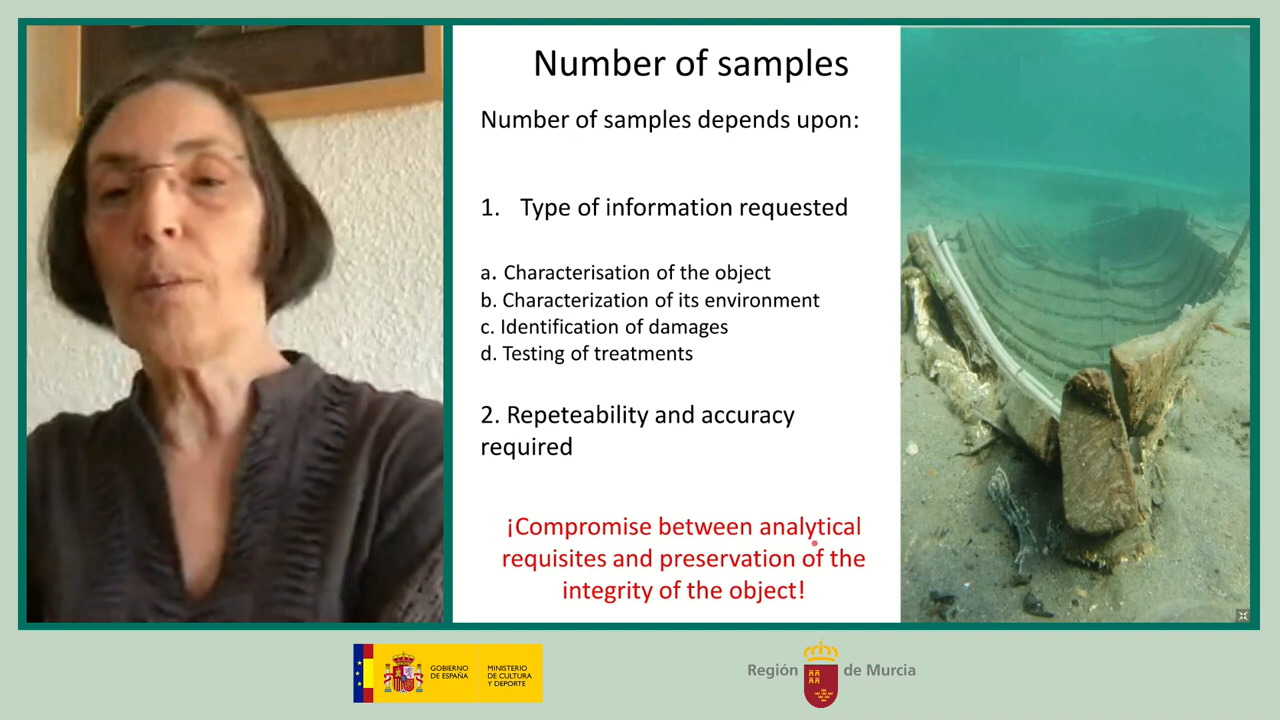 Number of samples
Number of samples depends upon:
1. Type of information requested
a. Characterisation of the object
b. Characterization of its environment
c. Identification of damages
d. Testing of treatments
2. Repeteability and accuracy
required
¡Compromise between analytical
requisites and preservation of the
integrity of the object!
GOBIERNO
DE ESPAÑA
MINISTERIO
DE CULTURA
Y DEPORTE
Región de Murcia